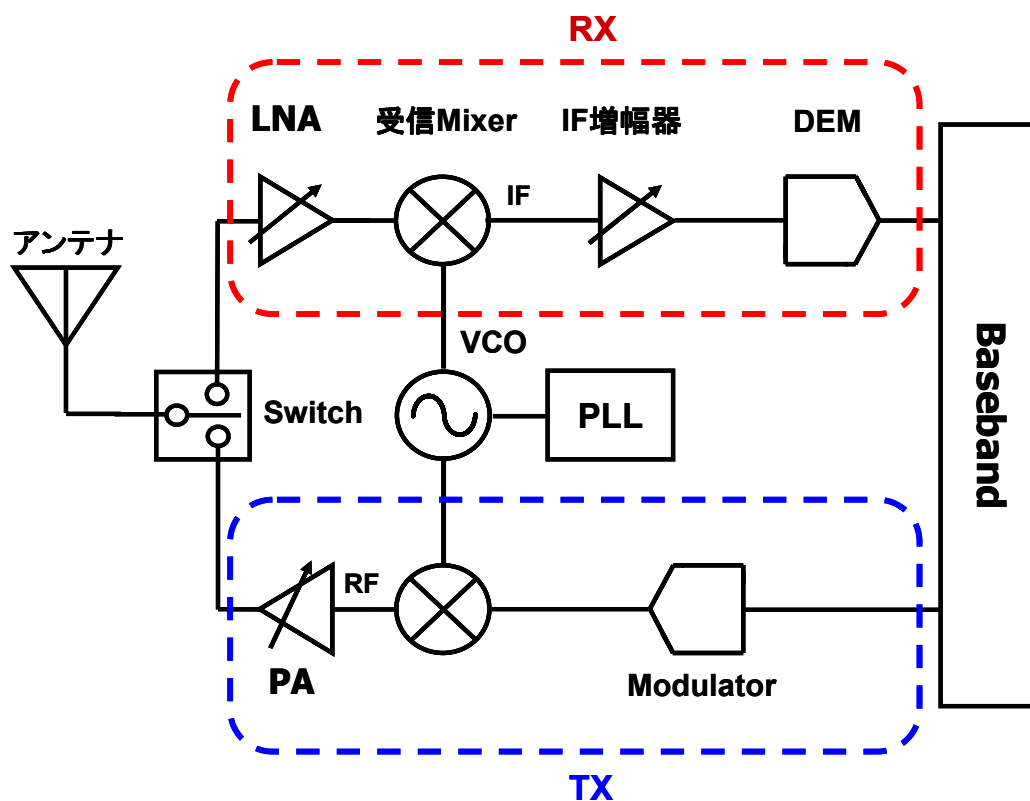 RX
LNA
受信Mixer
IF増幅器
DEM
IF
アンテナ
VCO
Switch
PLL
Baseband
RF
PA
Modulator
TX